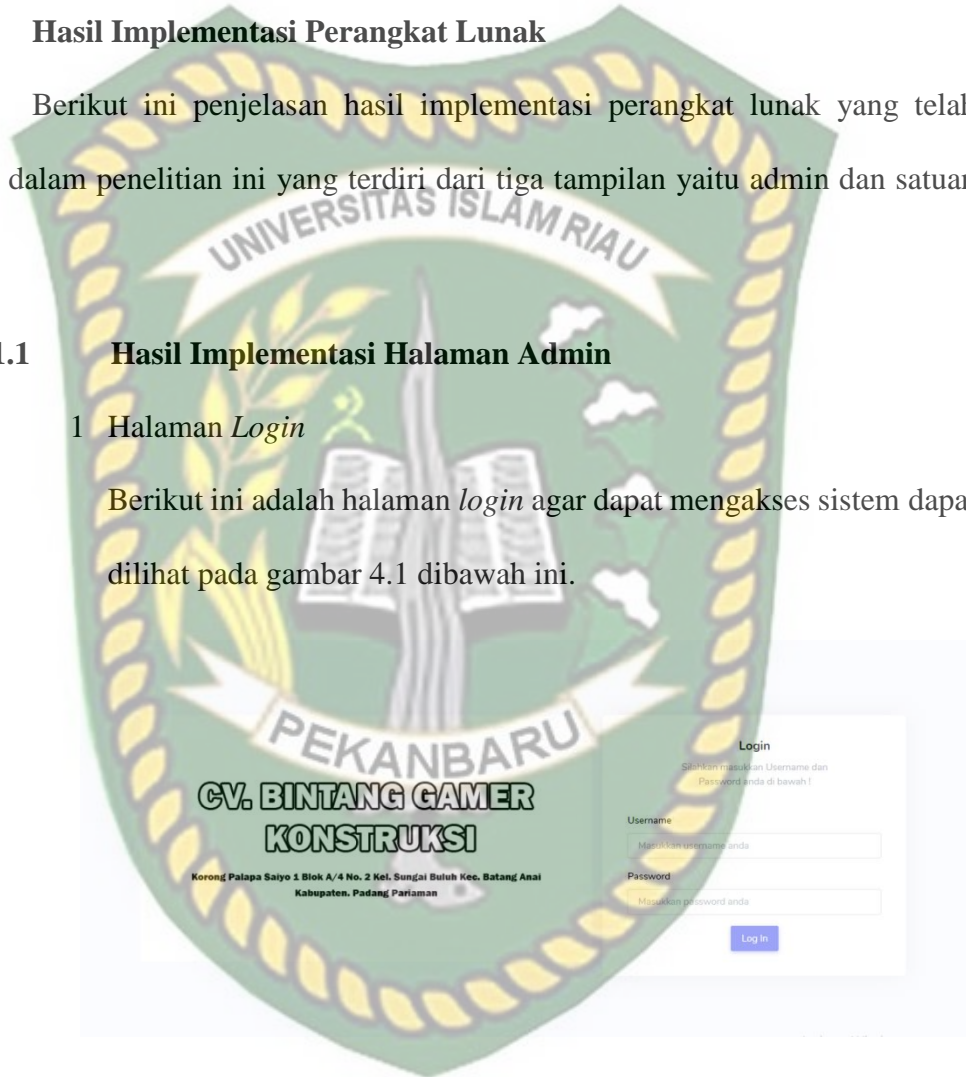 Hasil Implementasi Perangkat Lunak
Berikut ini penjelasan hasil implementasi perangkat lunak yang telah
dalam penelitian ini yang terdiri dari tiga tampilan yaitu admin dan satuan
UNIVERSITAS ISLAM RIAU
1.1 Hasil Implementasi Halaman Admin
1 Halaman Login
Berikut ini adalah halaman login agar dapat mengakses sistem dapa
dilihat pada gambar 4.1 dibawah ini.
PEKANBARU
CV. BINTANG GAMER
KONSTRUKSI
Korong Palapa Saiyo 1 Blok A/4 No. 2 Kel. Sungai Buluh Kec. Batang Anai
Kabupaten. Padang Pariaman
Login
Silahkan masukkan Username dan
Password anda di bawah !
Username
Masukkan username anda
Password
Masukkan password anda
Log In